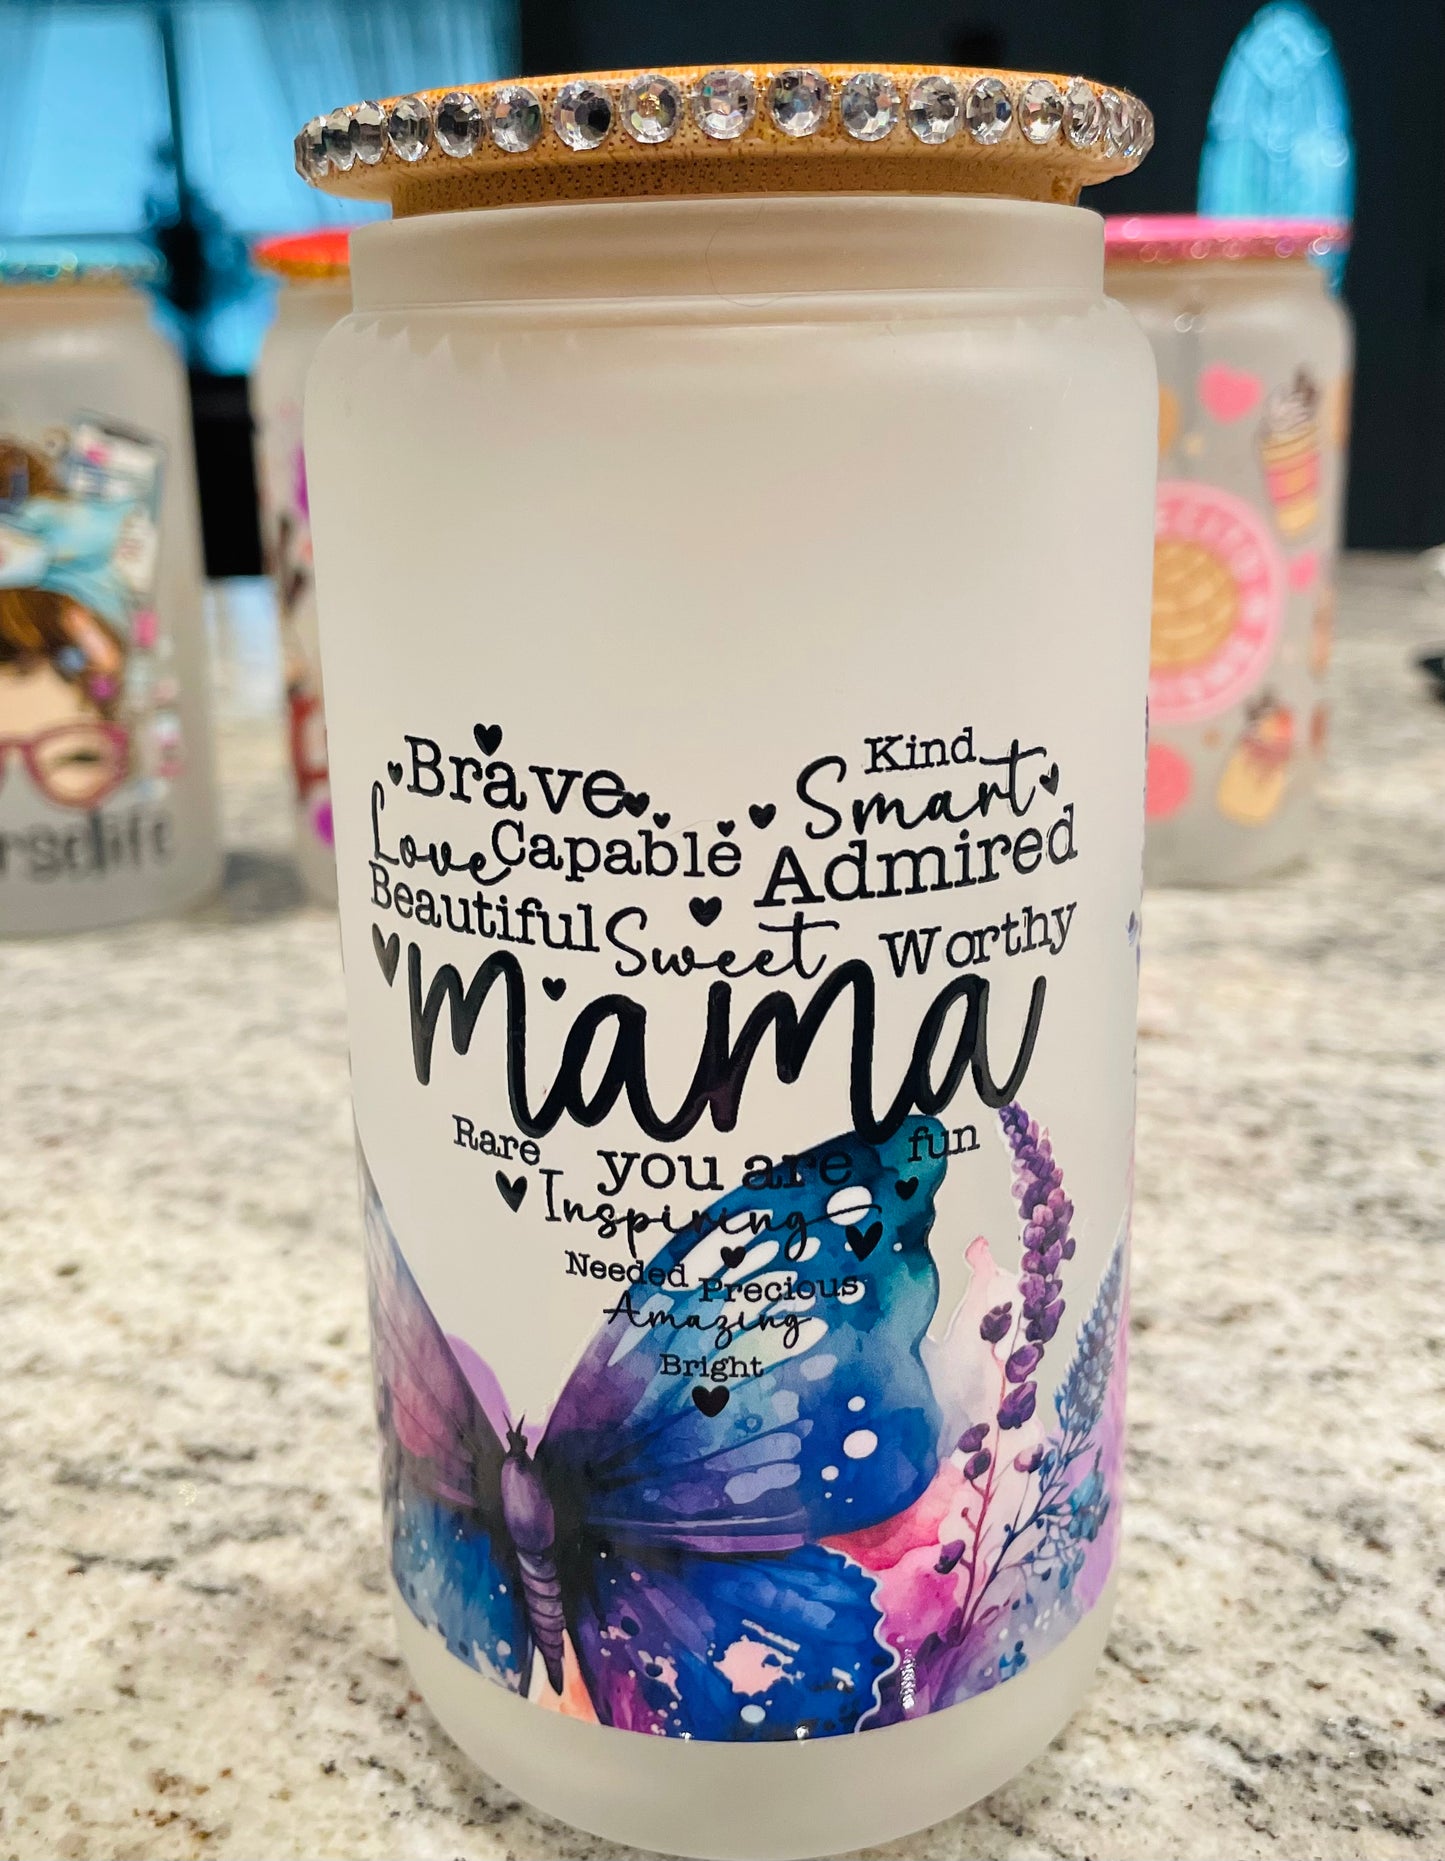 Brave
Kind
Smart
Love
Capable
Admired
Beautiful
Sweet
Worthy
mama
Rare
you are
fun
Inspiring
Needed
Precious
Amazing
Bright